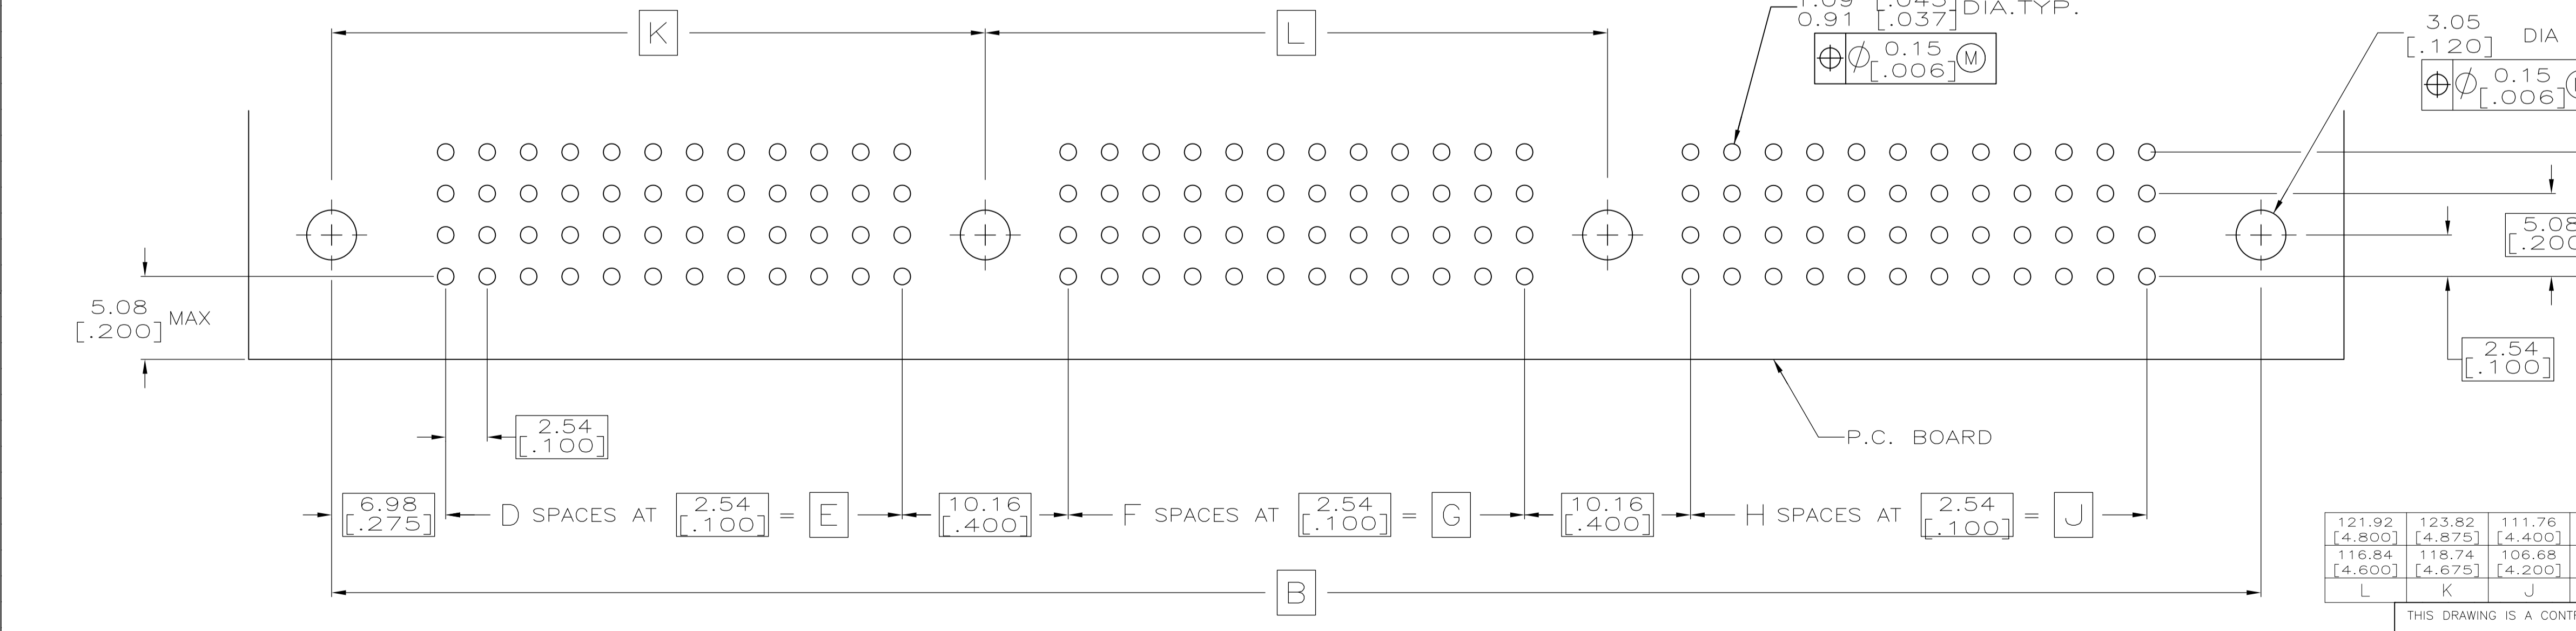 K
L
1.09 [.043]
0.91 [.037] DIA.TYP.
⌖ ∅ 0.15 [.006] Ⓜ
3.05
[.120] DIA
⌖ ∅ 0.15
[.006]
5.08
[.200] MAX
5.08
[.200
2.54
[.100]
2.54
[.100]
P.C. BOARD
6.98
[.275]
D SPACES AT 2.54 [.100] = E
10.16
[.400]
F SPACES AT 2.54 [.100] = G
10.16
[.400]
H SPACES AT 2.54 [.100] = J
B
121.92 123.82 111.76
[4.800] [4.875] [4.400]
116.84 118.74 106.68
[4.600] [4.675] [4.200]
L K J
THIS DRAWING IS A